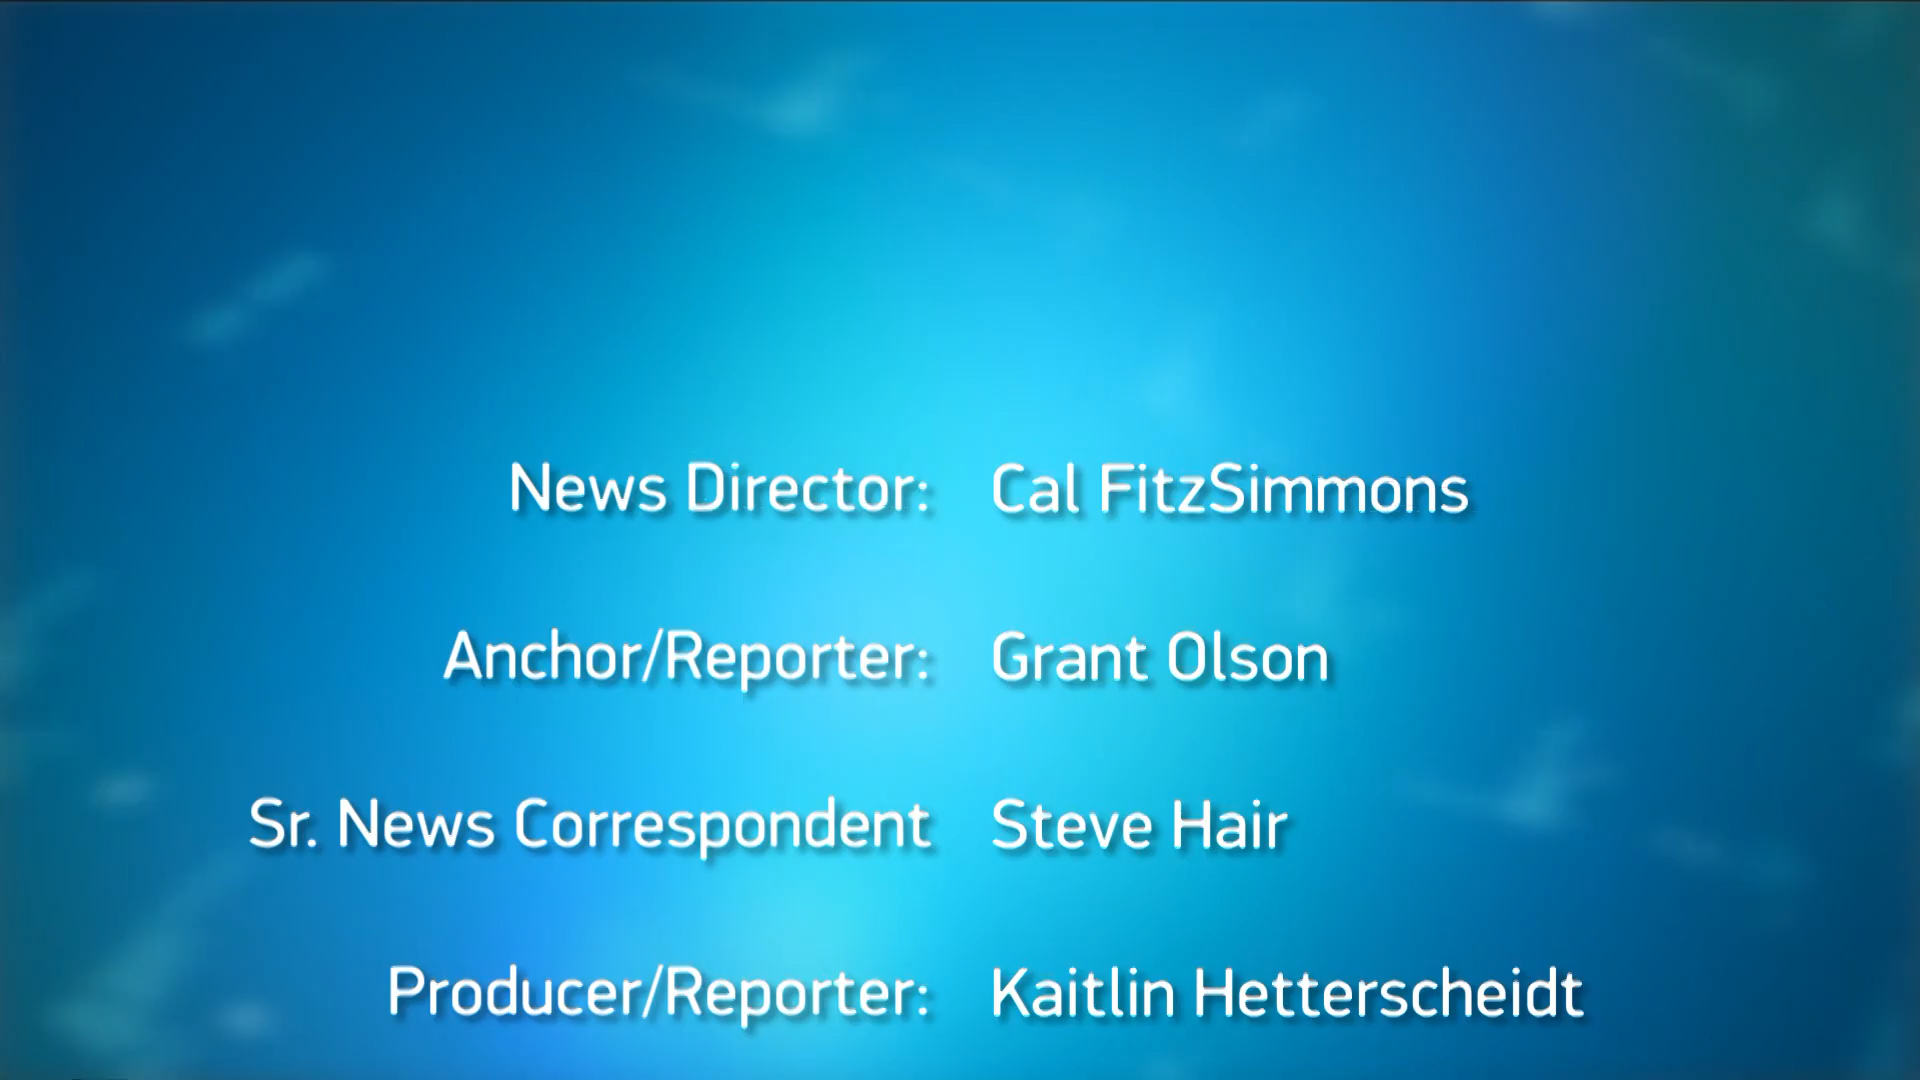 News Director: Cal FitzSimmons
Anchor/Reporter: Grant Olson
Sr. News Correspondent Steve Hair
Producer/Reporter: Kaitlin Hetterscheidt